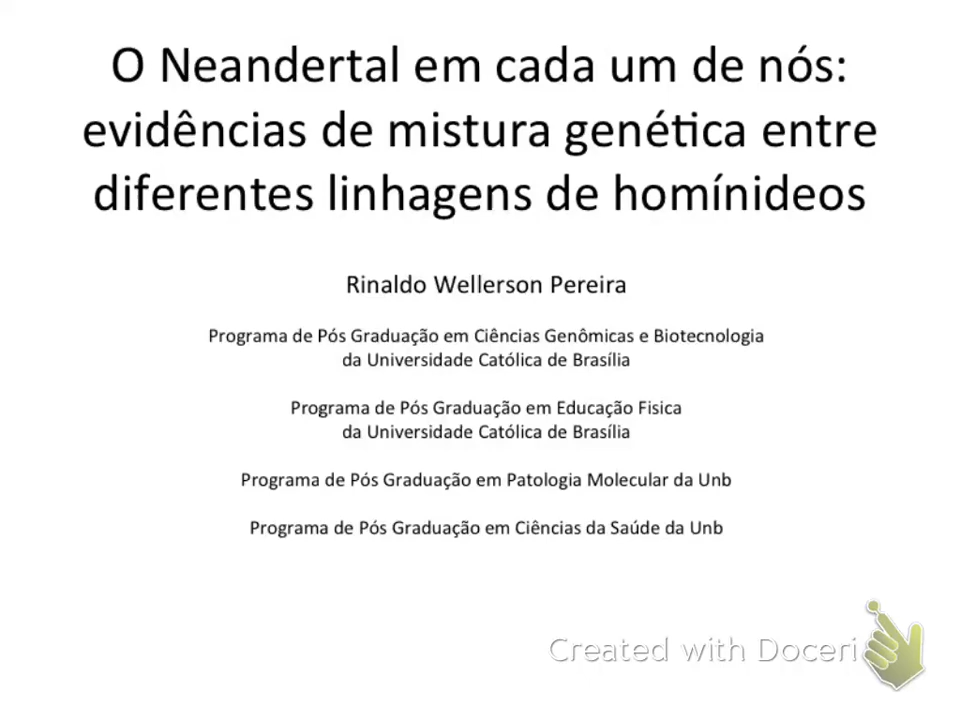 O Neandertal em cada um de nós:
evidências de mistura genética entre
diferentes linhagens de homínideos
Rinaldo Wellerson Pereira
Programa de Pós Graduação em Ciências Genômicas e Biotecnologia
da Universidade Católica de Brasília
Programa de Pós Graduação em Educação Fisica
da Universidade Católica de Brasília
Programa de Pós Graduação em Patologia Molecular da Unb
Programa de Pós Graduação em Ciências da Saúde da Unb
Created with Doceri